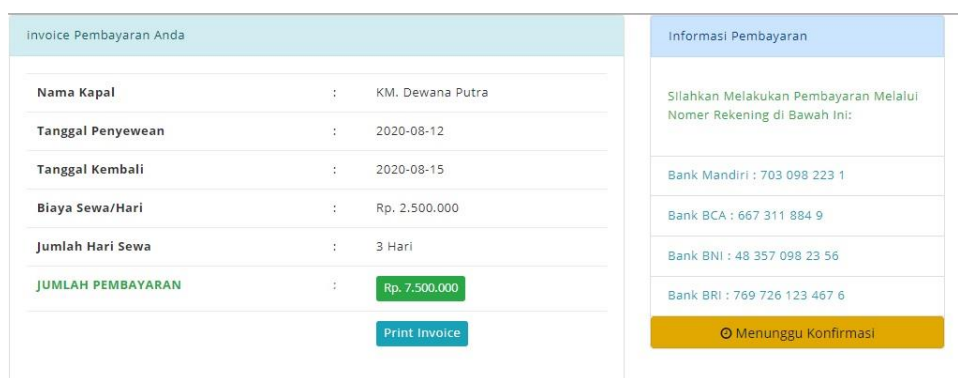 invoice Pembayaran Anda
Nama Kapal : KM. Dewana Putra
Tanggal Penyewean : 2020-08-12
Tanggal Kembali : 2020-08-15
Biaya Sewa/Hari : Rp. 2.500.000
Jumlah Hari Sewa : 3 Hari
JUMLAH PEMBAYARAN : Rp. 7.500.000
Print Invoice
Informasi Pembayaran
SIlahkan Melakukan Pembayaran Melalui
Nomer Rekening di Bawah Ini:
Bank Mandiri : 703 098 223 1
Bank BCA : 667 311 884 9
Bank BNI : 48 357 098 23 56
Bank BRI : 769 726 123 467 6
Menunggu Konfirmasi